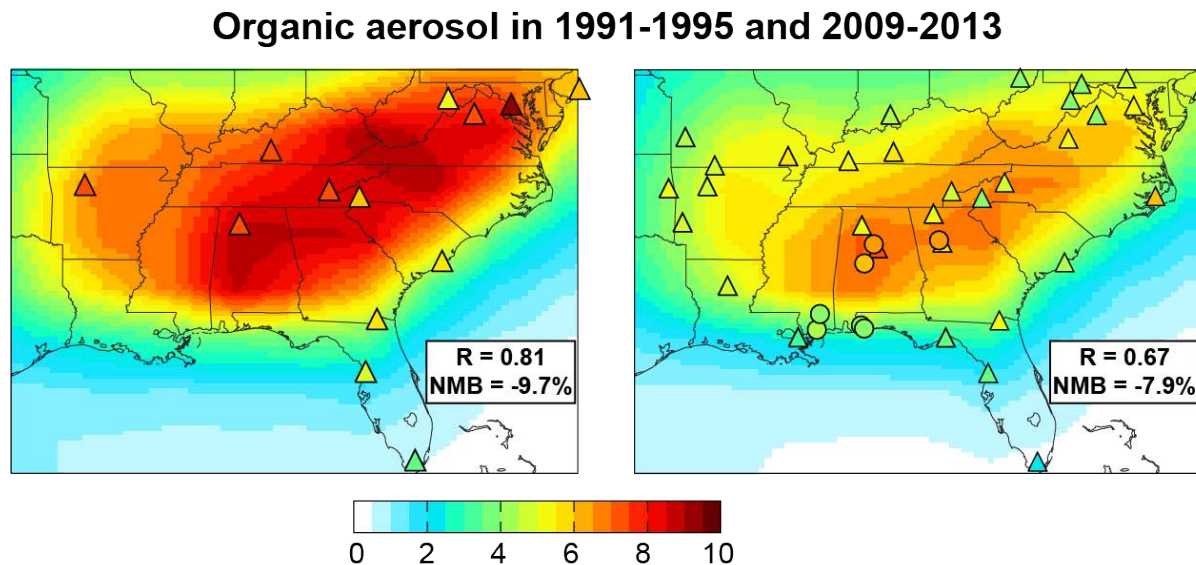 Organic aerosol in 1991-1995 and 2009-2013
R = 0.81
NMB = -9.7%
R = 0.67
NMB = -7.9%
0 2 4 6 8 10